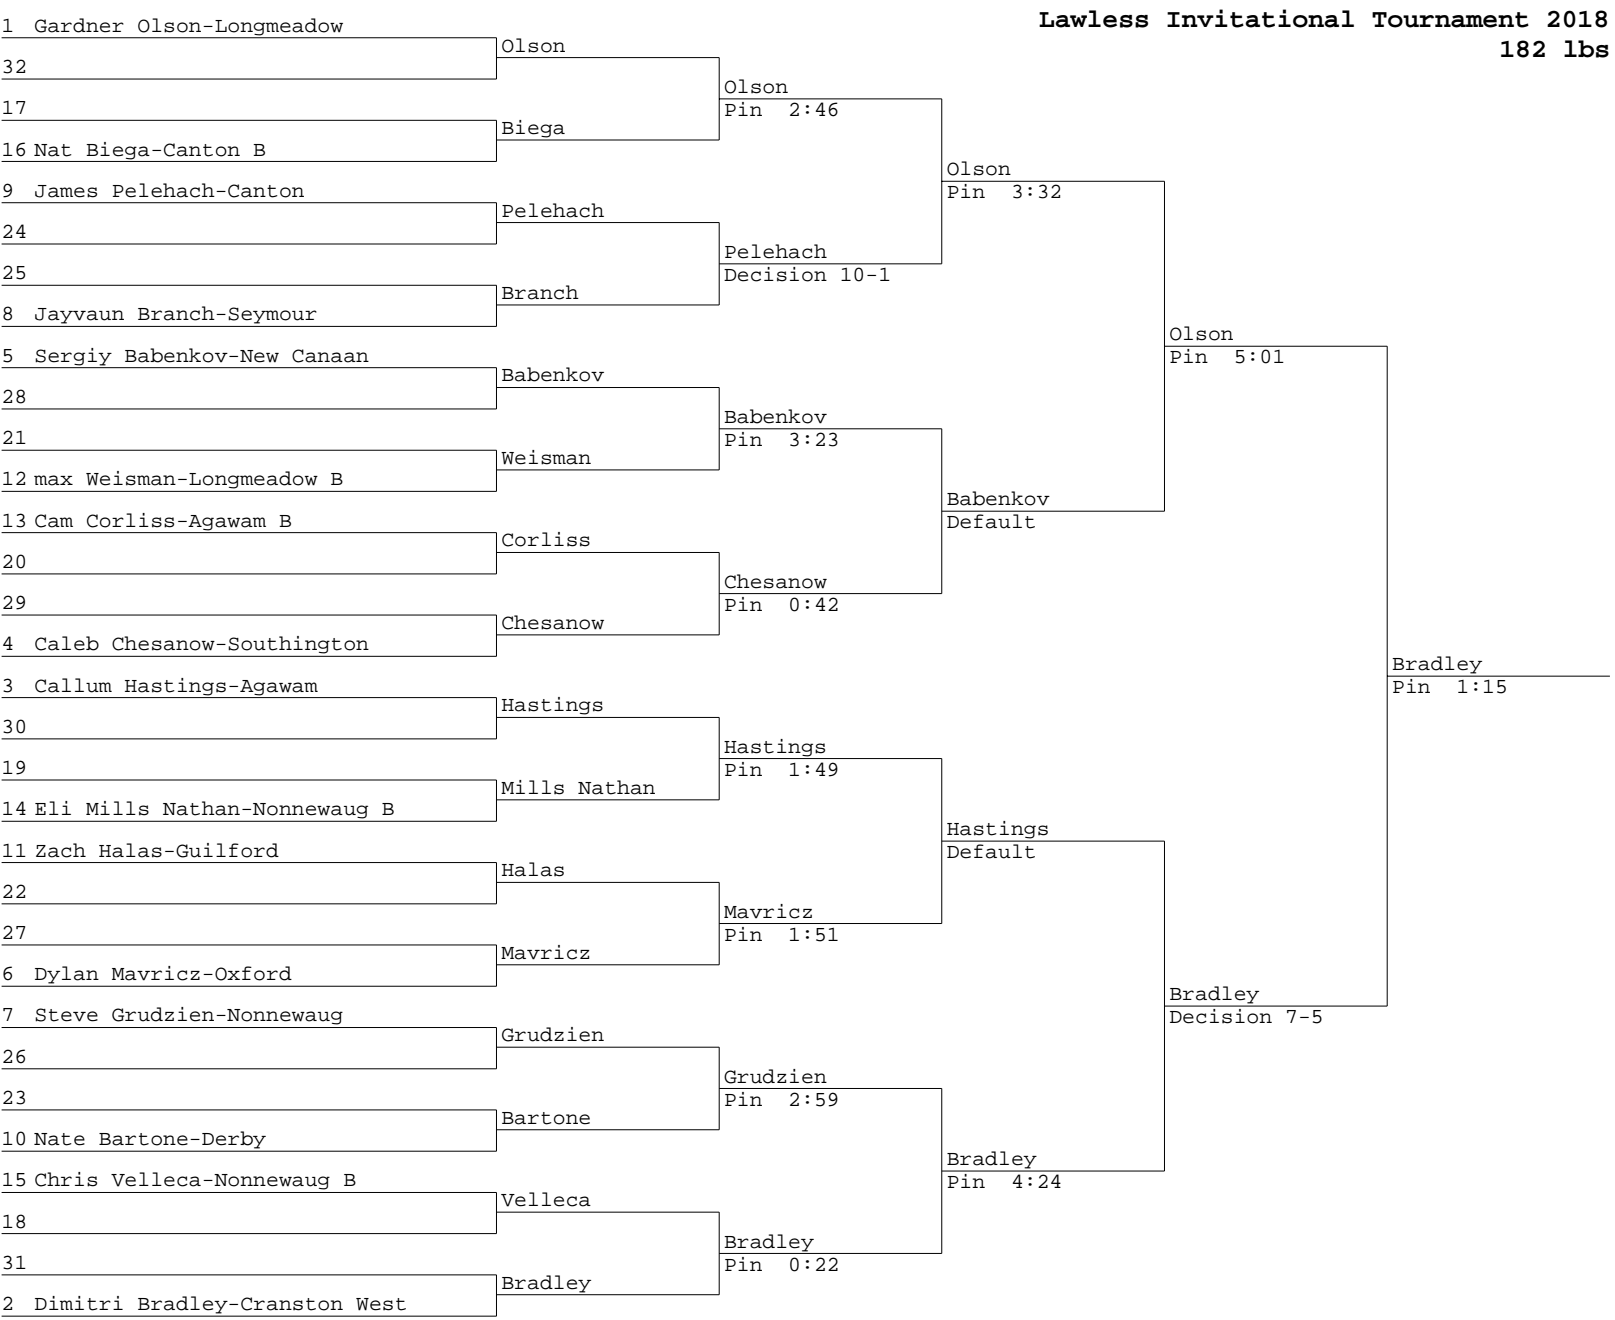 Lawless Invitational Tournament 2018
182 lbs
1 Gardner Olson-Longmeadow
Olson
32
Olson
Pin 2:46
17
Biega
16 Nat Biega-Canton B
Olson
Pin 3:32
9 James Pelehach-Canton
Pelehach
24
Pelehach
Decision 10-1
25
Branch
8 Jayvaun Branch-Seymour
Olson
Pin 5:01
5 Sergiy Babenkov-New Canaan
Babenkov
28
Babenkov
Pin 3:23
21
Weisman
12 max Weisman-Longmeadow B
Babenkov
Default
13 Cam Corliss-Agawam B
Corliss
20
Chesanow
Pin 0:42
29
Chesanow
4 Caleb Chesanow-Southington
Bradley
Pin 1:15
3 Callum Hastings-Agawam
Hastings
30
Hastings
Pin 1:49
19
Mills Nathan
14 Eli Mills Nathan-Nonnewaug B
Hastings
Default
11 Zach Halas-Guilford
Halas
22
Mavricz
Pin 1:51
27
Mavricz
6 Dylan Mavricz-Oxford
Bradley
Decision 7-5
7 Steve Grudzien-Nonnewaug
Grudzien
26
Grudzien
Pin 2:59
23
Bartone
10 Nate Bartone-Derby
Bradley
Pin 4:24
15 Chris Velleca-Nonnewaug B
Velleca
18
Bradley
Pin 0:22
31
Bradley
2 Dimitri Bradley-Cranston West